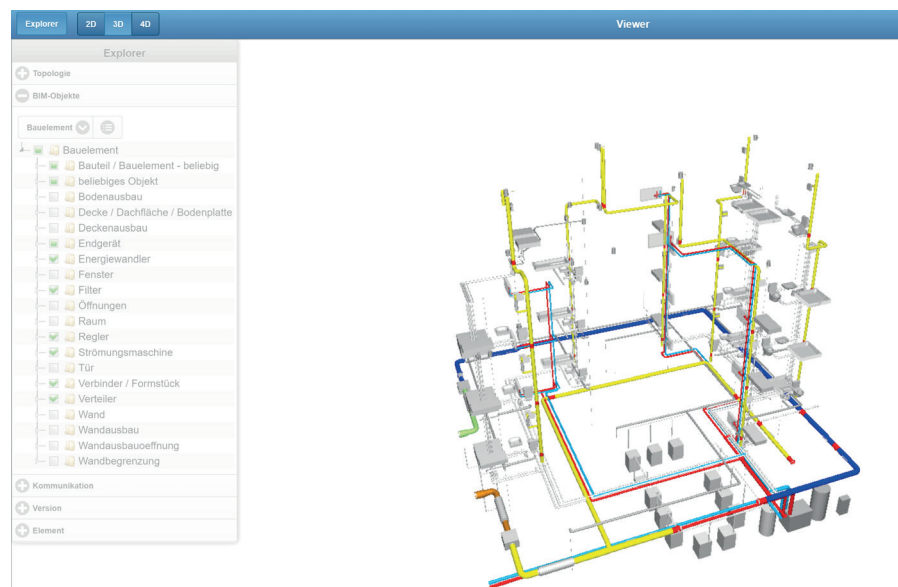 Explorer 2D 3D 4D Viewer
Explorer
Topologie
BIM-Objekte
Bauelement
Bauelement
Bauteil / Bauelement - beliebig
beliebiges Objekt
Bodenausbau
Decke / Dachfläche / Bodenplatte
Deckenausbau
Endgerät
Energiewandler
Fenster
Filter
Öffnungen
Raum
Regler
Strömungsmaschine
Tür
Verbinder / Formstück
Verteiler
Wand
Wandausbau
Wandausbauoeffnung
Wandbegrenzung
Kommunikation
Version
Element